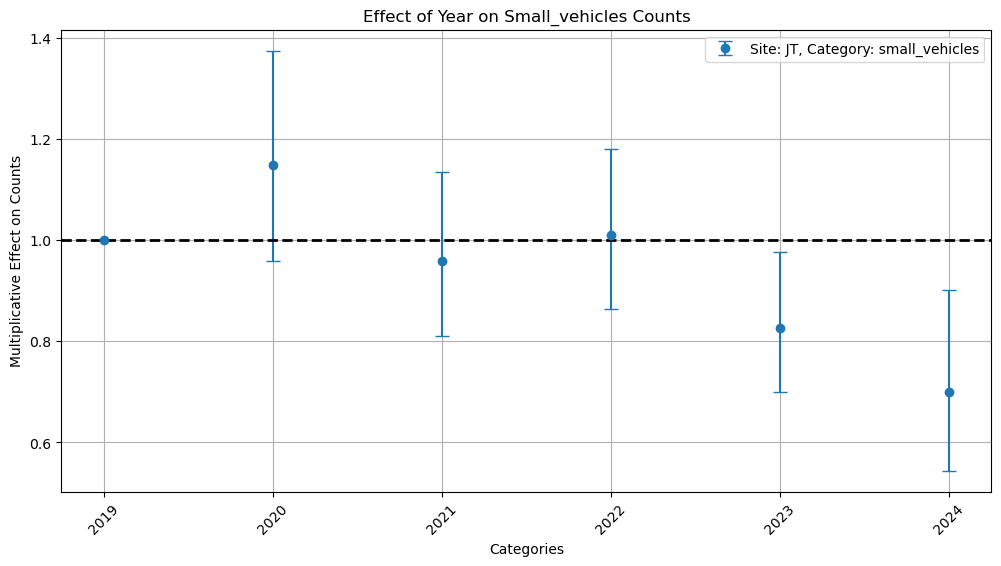 Effect of Year on Small_vehicles Counts
Site: JT, Category: small_vehicles
Multiplicative Effect on Counts
1.4
1.2
1.0
0.8
0.6
2019 2020 2021 2022 2023 2024
Categories